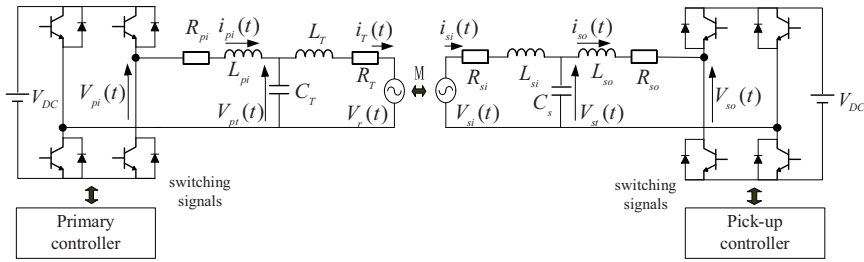 R_pi i_pi(t) L_T i_T(t) M i_si(t) i_so(t)
L_pi C_T R_T R_si L_si C_s L_so R_so
V_DC V_pi(t) V_pt(t) V_r(t) V_si(t) V_st(t) V_so(t) V_DC
switching signals
switching signals
Primary controller
Pick-up controller